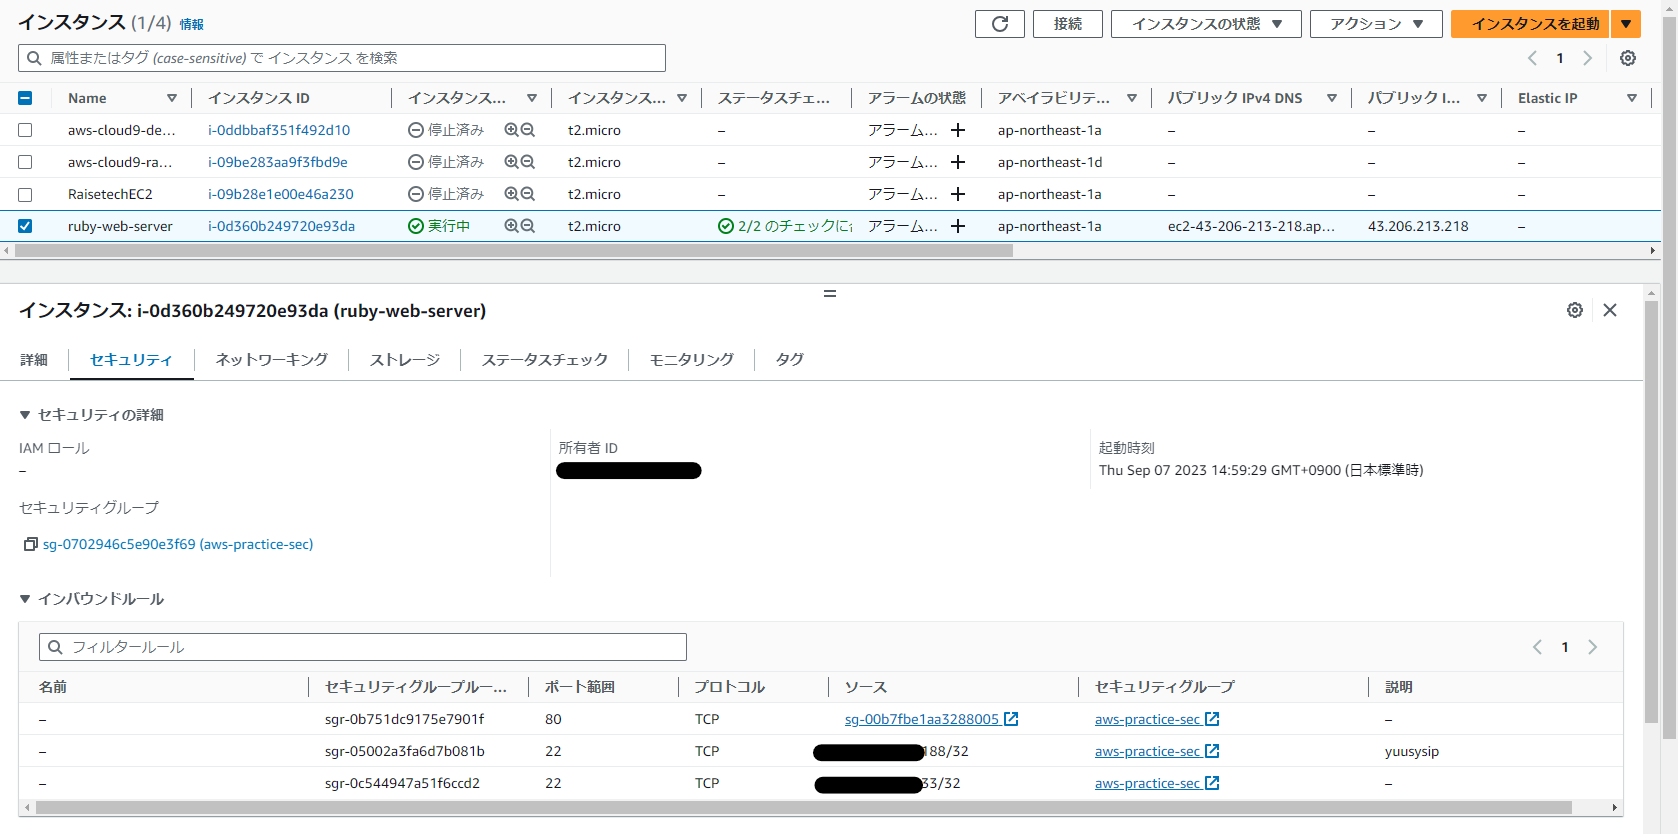 インスタンス (1/4) 情報
接続 インスタンスの状態 アクション インスタンスを起動
属性またはタグ (case-sensitive) で インスタンス を検索
1
Name インスタンス ID インスタンス... インスタンス... ステータスチェ... アラームの状態 アベイラビリテ... パブリック IPv4 DNS パブリック I... Elastic IP
aws-cloud9-de... i-0ddbbaf351f492d10 停止済み t2.micro – アラーム... + ap-northeast-1a – – –
aws-cloud9-ra... i-09be283aa9f3fbd9e 停止済み t2.micro – アラーム... + ap-northeast-1d – – –
RaisetechEC2 i-09b28e1e00e46a230 停止済み t2.micro – アラーム... + ap-northeast-1a – – –
ruby-web-server i-0d360b249720e93da 実行中 t2.micro 2/2 のチェックに アラーム... + ap-northeast-1a ec2-43-206-213-218.ap... 43.206.213.218 –
インスタンス: i-0d360b249720e93da (ruby-web-server)
詳細 セキュリティ ネットワーキング ストレージ ステータスチェック モニタリング タグ
セキュリティの詳細
IAM ロール 所有者 ID 起動時刻
– Thu Sep 07 2023 14:59:29 GMT+0900 (日本標準時)
セキュリティグループ
sg-0702946c5e90e3f69 (aws-practice-sec)
インバウンドルール
フィルタールール
1
名前 セキュリティグループルー... ポート範囲 プロトコル ソース セキュリティグループ 説明
– sgr-0b751dc9175e7901f 80 TCP sg-00b7fbe1aa3288005 aws-practice-sec –
– sgr-05002a3fa6d7b081b 22 TCP 188/32 aws-practice-sec yuusysip
– sgr-0c544947a51f6ccd2 22 TCP 33/32 aws-practice-sec –